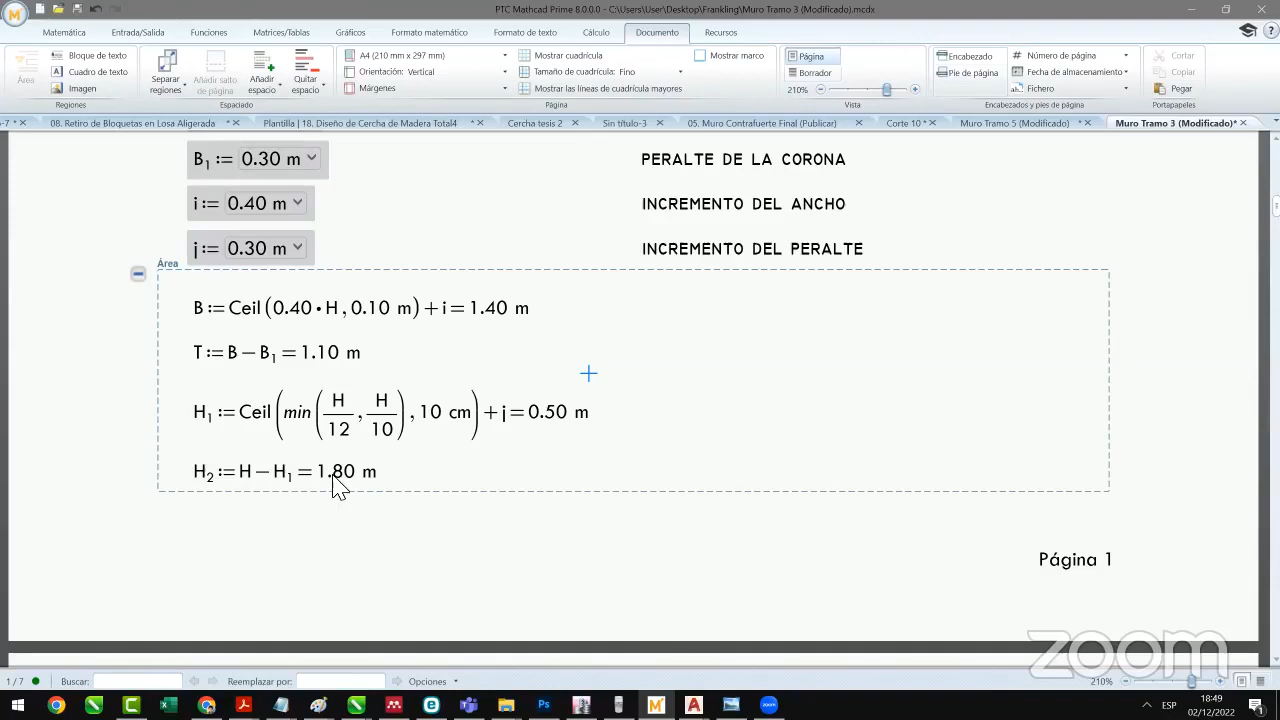 PTC Mathcad Prime 8.0.0.0 - C:\Users\User\Desktop\Frankling\Muro Tramo 3 (Modificado).mcdx
Matemática Entrada/Salida Funciones Matrices/Tablas Gráficos Formato matemático Formato de texto Cálculo Documento Recursos
Área
Bloque de texto
Cuadro de texto
Imagen
Regiones
Separar regiones
Añadir salto de página
Añadir espacio
Quitar espacio
Espaciado
A4 (210 mm x 297 mm)
Orientación: Vertical
Márgenes
Mostrar cuadrícula
Tamaño de cuadrícula: Fino
Mostrar las líneas de cuadrícula mayores
Mostrar marco
Página
Página
Borrador
210%
Vista
Encabezado
Pie de página
Número de página
Fecha de almacenamiento
Fichero
Encabezados y pies de página
Cortar
Copiar
Pegar
Portapapeles
-7 * 08. Retiro de Bloquetas en Losa Aligerada * Plantilla | 18. Diseño de Cercha de Madera Total4 * Cercha tesis 2 Sin título-3 05. Muro Contrafuerte Final (Publicar) Corte 10 * Muro Tramo 5 (Modificado) * Muro Tramo 3 (Modificado)*
B1 := 0.30 m PERALTE DE LA CORONA
i := 0.40 m INCREMENTO DEL ANCHO
j := 0.30 m INCREMENTO DEL PERALTE
Área
B := Ceil (0.40 • H , 0.10 m) + i = 1.40 m
T := B − B1 = 1.10 m
H1 := Ceil ( min ( H/12 , H/10 ) , 10 cm ) + j = 0.50 m
H2 := H − H1 = 1.80 m
Página 1
zoom
1 / 7 Buscar: Reemplazar por: Opciones 210%
ESP 18:49
02/12/2022